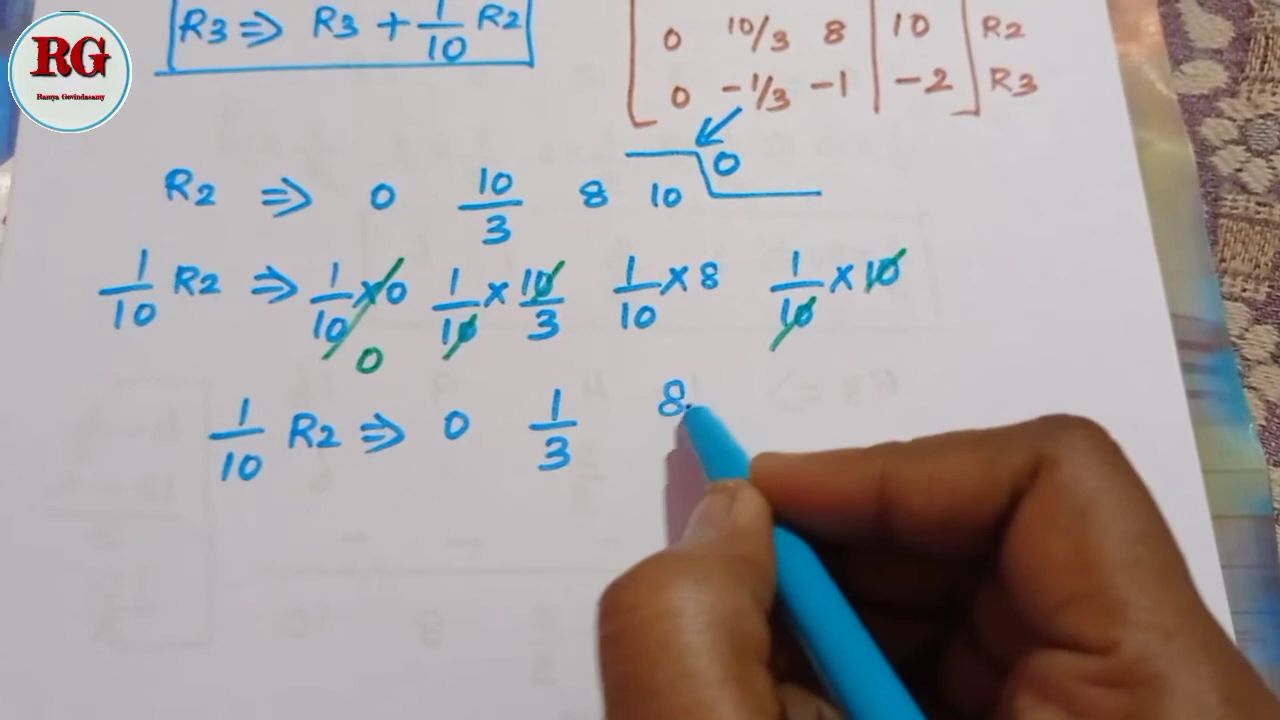 RG
Ramya Govindasamy
R3 ⇒ R3 + 1/10 R2
0 10/3 8 | 10 R2
0 -1/3 -1 | -2 R3
0
R2 ⇒ 0 10/3 8 10
1/10 R2 ⇒ 1/10 × 0 1/10 × 10/3 1/10 × 8 1/10 × 10
0
1/10 R2 ⇒ 0 1/3 8